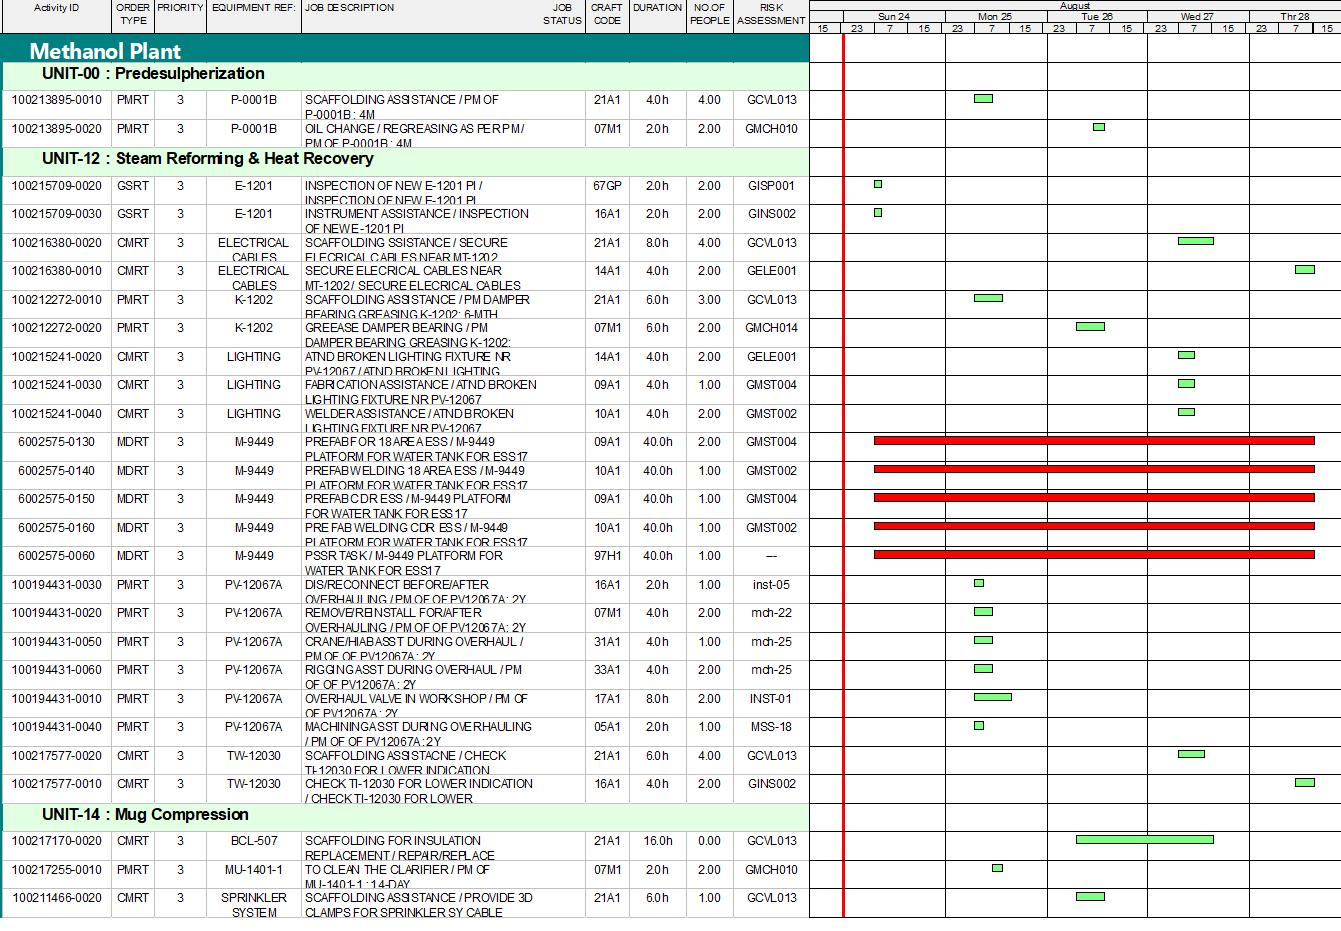 Activity ID ORDER TYPE PRIORITY EQUIPMENT REF: JOB DESCRIPTION JOB STATUS CRAFT CODE DURATION NO.OF PEOPLE RISK ASSESSMENT
August
Sun 24 Mon 25 Tue 26 Wed 27 Thr 28
15 23 7 15 23 7 15 23 7 15 23 7 15 23 7 15
Methanol Plant
UNIT-00 : Predesulpherization
100213895-0010 PMRT 3 P-0001B SCAFFOLDING ASSISTANCE / PM OF 21A1 4.0h 4.00 GCVL013
P-0001B : 4M
100213895-0020 PMRT 3 P-0001B OIL CHANGE / REGREASING AS PER PM / 07M1 2.0h 2.00 GMCH010
PM OF P-0001B : 4M
UNIT-12 : Steam Reforming & Heat Recovery
100215709-0020 GSRT 3 E-1201 INSPECTION OF NEW E-1201 PI / 67GP 2.0h 2.00 GISP001
INSPECTION OF NEW E-1201 PI
100215709-0030 GSRT 3 E-1201 INSTRUMENT ASSISTANCE / INSPECTION 16A1 2.0h 2.00 GINS002
OF NEW E-1201 PI
100216380-0020 CMRT 3 ELECTRICAL SCAFFOLDING SSISTANCE / SECURE 21A1 8.0h 4.00 GCVL013
CABLES ELECRICAL CABLES NEAR MT-1202
100216380-0010 CMRT 3 ELECTRICAL SECURE ELECRICAL CABLES NEAR 14A1 4.0h 2.00 GELE001
CABLES MT-1202 / SECURE ELECRICAL CABLES
100212272-0010 PMRT 3 K-1202 SCAFFOLDING ASSISTANCE / PM DAMPER 21A1 6.0h 3.00 GCVL013
BEARING GREASING K-1202: 6-MTH
100212272-0020 PMRT 3 K-1202 GREEASE DAMPER BEARING / PM 07M1 6.0h 2.00 GMCH014
DAMPER BEARING GREASING K-1202:
100215241-0020 CMRT 3 LIGHTING ATND BROKEN LIGHTING FIXTURE NR 14A1 4.0h 2.00 GELE001
PV-12067 / ATND BROKEN LIGHTING
100215241-0030 CMRT 3 LIGHTING FABRICATION ASSISTANCE / ATND BROKEN 09A1 4.0h 1.00 GMST004
LIGHTING FIXTURE NR PV-12067
100215241-0040 CMRT 3 LIGHTING WELDER ASSISTANCE / ATND BROKEN 10A1 4.0h 1.00 GMST002
LIGHTING FIXTURE NR PV-12067
6002575-0130 MDRT 3 M-9449 PREFAB FOR 18 AREA ESS / M-9449 09A1 40.0h 2.00 GMST004
PLATFORM FOR WATER TANK FOR ESS17
6002575-0140 MDRT 3 M-9449 PREFAB WELDING 18 AREA ESS / M-9449 10A1 40.0h 1.00 GMST002
PLATFORM FOR WATER TANK FOR ESS17
6002575-0150 MDRT 3 M-9449 PREFAB CDR ESS / M-9449 PLATFORM 09A1 40.0h 1.00 GMST004
FOR WATER TANK FOR ESS17
6002575-0160 MDRT 3 M-9449 PREFAB WELDING CDR ESS / M-9449 10A1 40.0h 1.00 GMST002
PLATFORM FOR WATER TANK FOR ESS17
6002575-0060 MDRT 3 M-9449 PSSR TASK / M-9449 PLATFORM FOR 97H1 40.0h 1.00 ---
WATER TANK FOR ESS17
100194431-0030 PMRT 3 PV-12067A DIS/RECONNECT BEFORE/AFTER 16A1 2.0h 1.00 inst-05
OVERHAULING / PM OF OF PV12067A: 2Y
100194431-0020 PMRT 3 PV-12067A REMOVE/REINSTALL FOR/AFTER 07M1 4.0h 2.00 mch-22
OVERHAULING / PM OF OF PV12067A: 2Y
100194431-0050 PMRT 3 PV-12067A CRANE/HIAB ASST DURING OVERHAUL / 31A1 4.0h 1.00 mch-25
PM OF OF PV12067A: 2Y
100194431-0060 PMRT 3 PV-12067A RIGGING ASST DURING OVERHAUL / PM 33A1 4.0h 2.00 mch-25
OF OF PV12067A: 2Y
100194431-0010 PMRT 3 PV-12067A OVERHAUL VALVE IN WORKSHOP / PM OF 17A1 8.0h 2.00 INST-01
OF PV12067A: 2Y
100194431-0040 PMRT 3 PV-12067A MACHINING ASST DURING OVERHAULING 05A1 2.0h 1.00 MSS-18
/ PM OF OF PV12067A: 2Y
100217577-0020 CMRT 3 TW-12030 SCAFFOLDING ASSISTACNE / CHECK 21A1 6.0h 4.00 GCVL013
TI-12030 FOR LOWER INDICATION
100217577-0010 CMRT 3 TW-12030 CHECK TI-12030 FOR LOWER INDICATION 16A1 4.0h 2.00 GINS002
/ CHECK TI-12030 FOR LOWER
UNIT-14 : Mug Compression
100217170-0020 CMRT 3 BCL-507 SCAFFOLDING FOR INSULATION 21A1 16.0h 0.00 GCVL013
REPLACEMENT / REPAIR/REPLACE
100217255-0010 PMRT 3 MU-1401-1 TO CLEAN THE CLARIFIER / PM OF 07M1 2.0h 2.00 GMCH010
MU-1401-1 : 14-DAY
100211466-0020 CMRT 3 SPRINKLER SCAFFOLDING ASSISTANCE / PROVIDE 3D 21A1 6.0h 2.00 GCVL013
SYSTEM CLAMPS FOR SPRINKLER SY CABLE